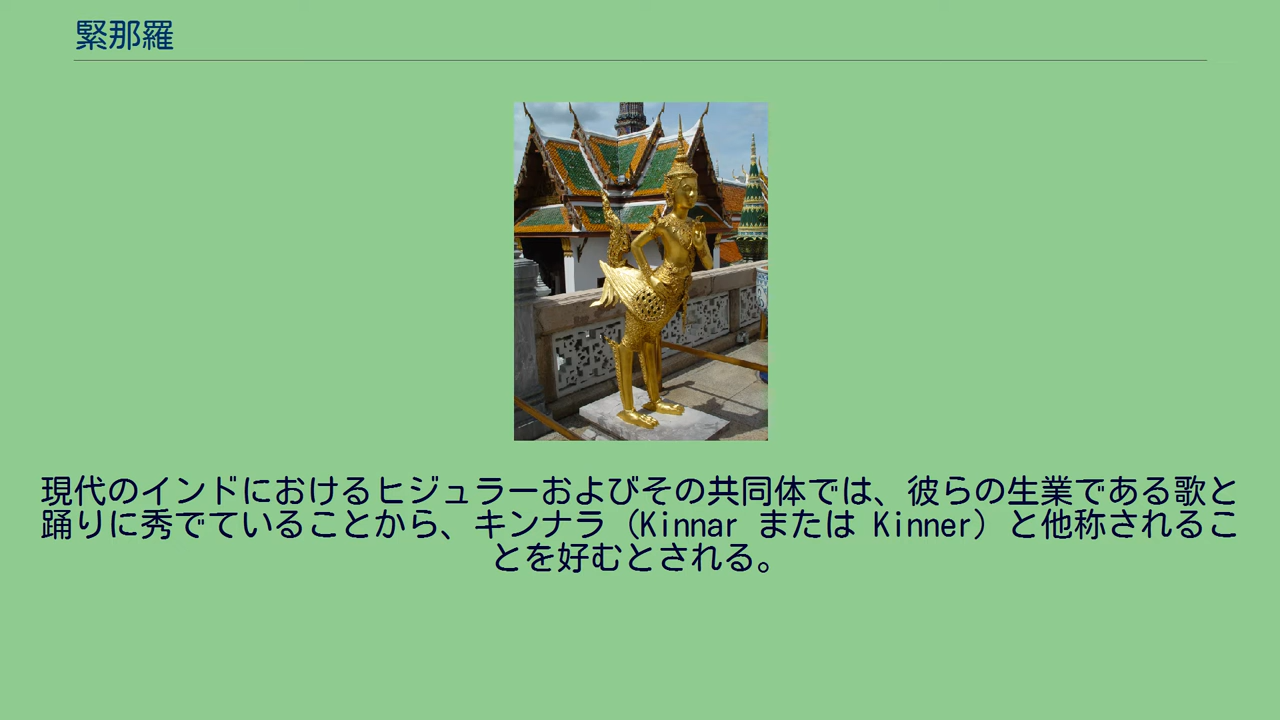 緊那羅
現代のインドにおけるヒジュラーおよびその共同体では、彼らの生業である歌と
踊りに秀でていることから、キンナラ（Kinnar または Kinner）と他称されるこ
とを好むとされる。